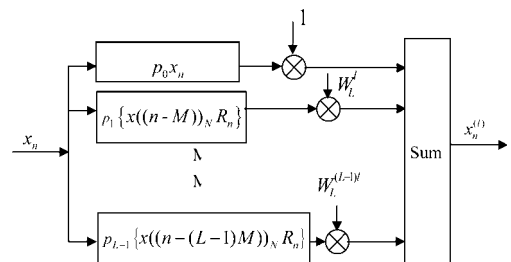 1
p_0 x_n
W_L^l
p_1 {x((n - M))_N R_n}
x_n
M
M
Sum
x_n^{(l)}
W_L^{(L-1)l}
p_{L-1} {x((n - (L - 1)M))_N R_n}